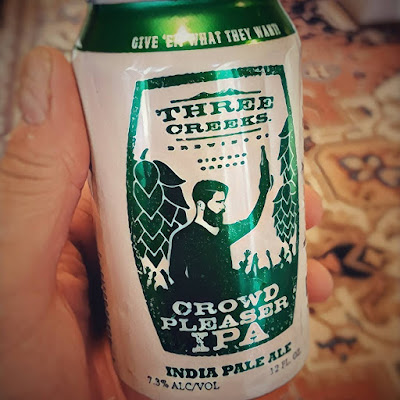 GIVE 'EM WHAT THEY WANT!
THREE
CREEKS
BREWING
CROWD
PLEASER
IPA
INDIA PALE ALE
7.3% ALC/VOL
12 FL. OZ.